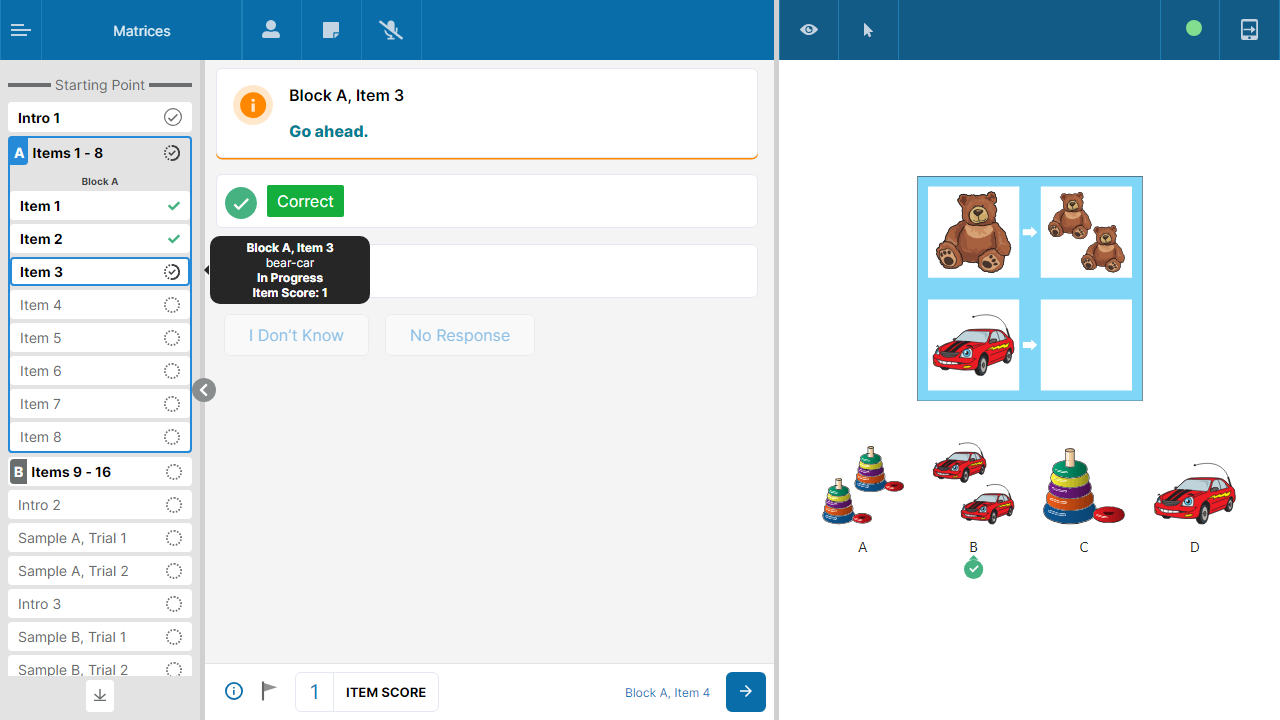 Matrices
Starting Point
Intro 1
A Items 1 - 8
Block A
Item 1
Item 2
Item 3
Item 4
Item 5
Item 6
Item 7
Item 8
B Items 9 - 16
Intro 2
Sample A, Trial 1
Sample A, Trial 2
Intro 3
Sample B, Trial 1
Sample B, Trial 2
Block A, Item 3
Go ahead.
Correct
Block A, Item 3
bear-car
In Progress
Item Score: 1
I Don’t Know No Response
1 ITEM SCORE Block A, Item 4
A B C D